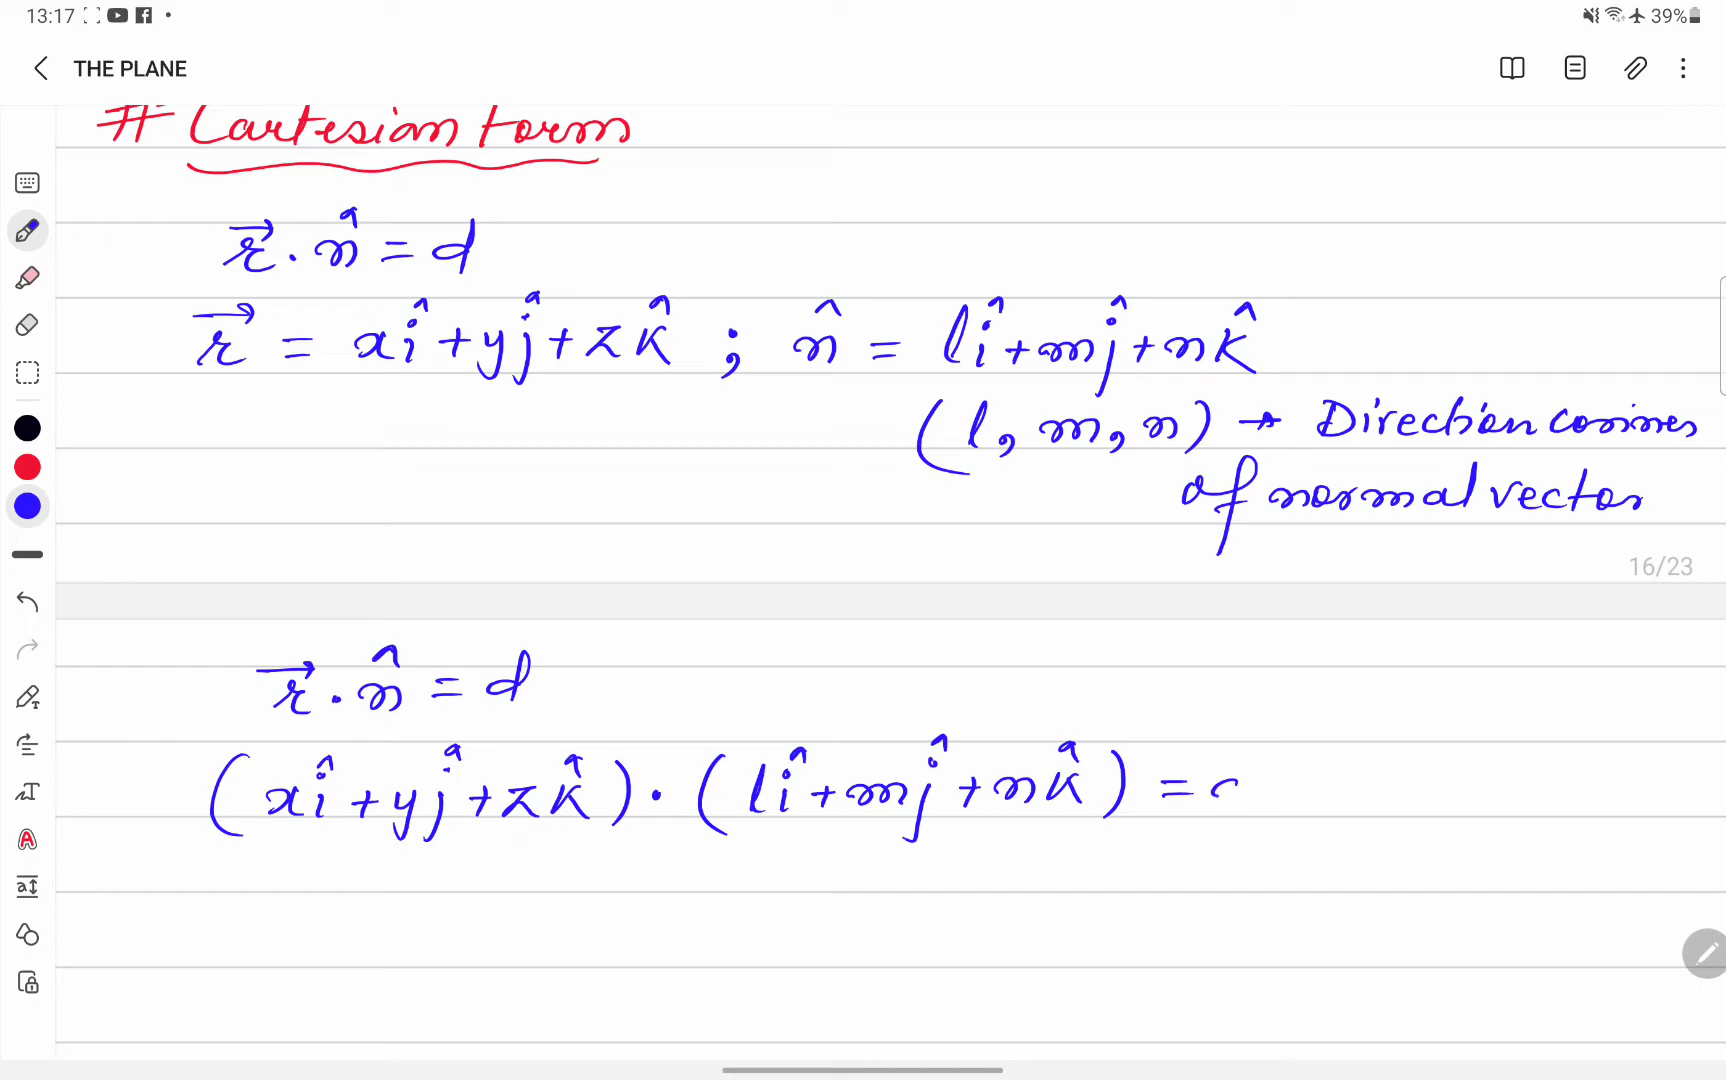 13:17
39%
THE PLANE
# Cartesian form
r⃗ . n̂ = d
r⃗ = xî + yĵ + zk̂ ; n̂ = lî + mĵ + nk̂
(l, m, n) → Direction cosines
of normal vector
16/23
r⃗ . n̂ = d
(xî + yĵ + zk̂) . (lî + mĵ + nk̂) =